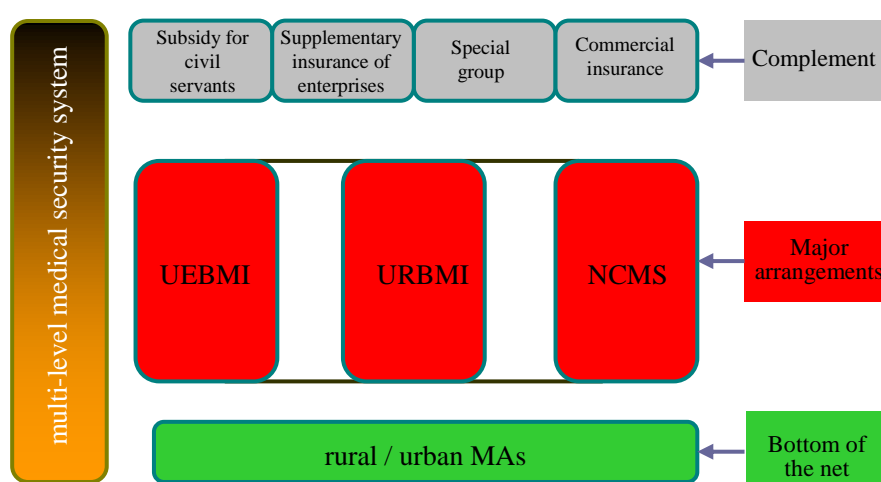 multi-level medical security system
Subsidy for
civil
servants
Supplementary
insurance of
enterprises
Special
group
Commercial
insurance
Complement
UEBMI
URBMI
NCMS
Major
arrangements
rural / urban MAs
Bottom of
the net